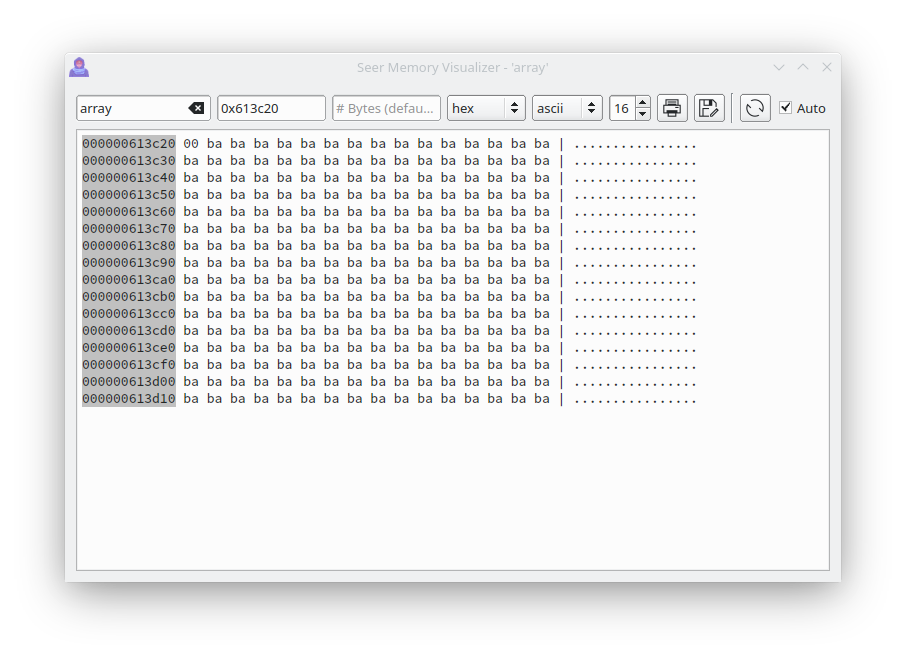 Seer Memory Visualizer - 'array'
array 0x613c20 # Bytes (defau... hex ascii 16 Auto
000000613c20 00 ba ba ba ba ba ba ba ba ba ba ba ba ba ba ba | ................
000000613c30 ba ba ba ba ba ba ba ba ba ba ba ba ba ba ba ba | ................
000000613c40 ba ba ba ba ba ba ba ba ba ba ba ba ba ba ba ba | ................
000000613c50 ba ba ba ba ba ba ba ba ba ba ba ba ba ba ba ba | ................
000000613c60 ba ba ba ba ba ba ba ba ba ba ba ba ba ba ba ba | ................
000000613c70 ba ba ba ba ba ba ba ba ba ba ba ba ba ba ba ba | ................
000000613c80 ba ba ba ba ba ba ba ba ba ba ba ba ba ba ba ba | ................
000000613c90 ba ba ba ba ba ba ba ba ba ba ba ba ba ba ba ba | ................
000000613ca0 ba ba ba ba ba ba ba ba ba ba ba ba ba ba ba ba | ................
000000613cb0 ba ba ba ba ba ba ba ba ba ba ba ba ba ba ba ba | ................
000000613cc0 ba ba ba ba ba ba ba ba ba ba ba ba ba ba ba ba | ................
000000613cd0 ba ba ba ba ba ba ba ba ba ba ba ba ba ba ba ba | ................
000000613ce0 ba ba ba ba ba ba ba ba ba ba ba ba ba ba ba ba | ................
000000613cf0 ba ba ba ba ba ba ba ba ba ba ba ba ba ba ba ba | ................
000000613d00 ba ba ba ba ba ba ba ba ba ba ba ba ba ba ba ba | ................
000000613d10 ba ba ba ba ba ba ba ba ba ba ba ba ba ba ba ba | ................